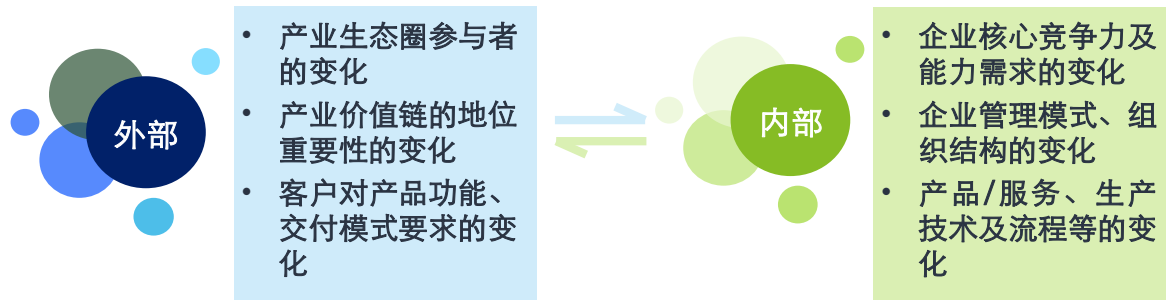 外部
• 产业生态圈参与者
的变化
• 产业价值链的地位
重要性的变化
• 客户对产品功能、
交付模式要求的变
化
内部
• 企业核心竞争力及
能力需求的变化
• 企业管理模式、组
织结构的变化
• 产品/服务、生产
技术及流程等的变
化